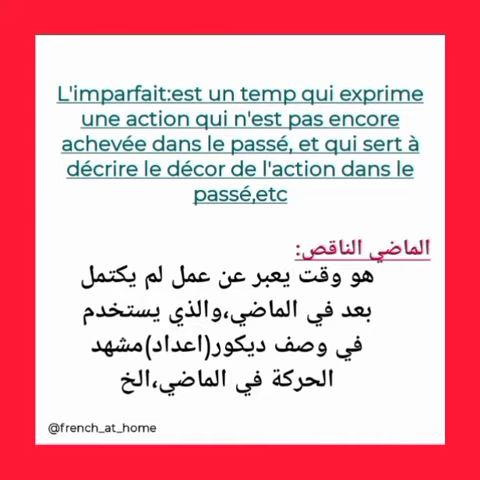 L'imparfait:est un temp qui exprime
une action qui n'est pas encore
achevée dans le passé, et qui sert à
décrire le décor de l'action dans le
passé,etc
الماضي الناقص:
هو وقت يعبر عن عمل لم يكتمل
بعد في الماضي،والذي يستخدم
في وصف ديكور(اعداد)مشهد
الحركة في الماضي،الخ
@french_at_home